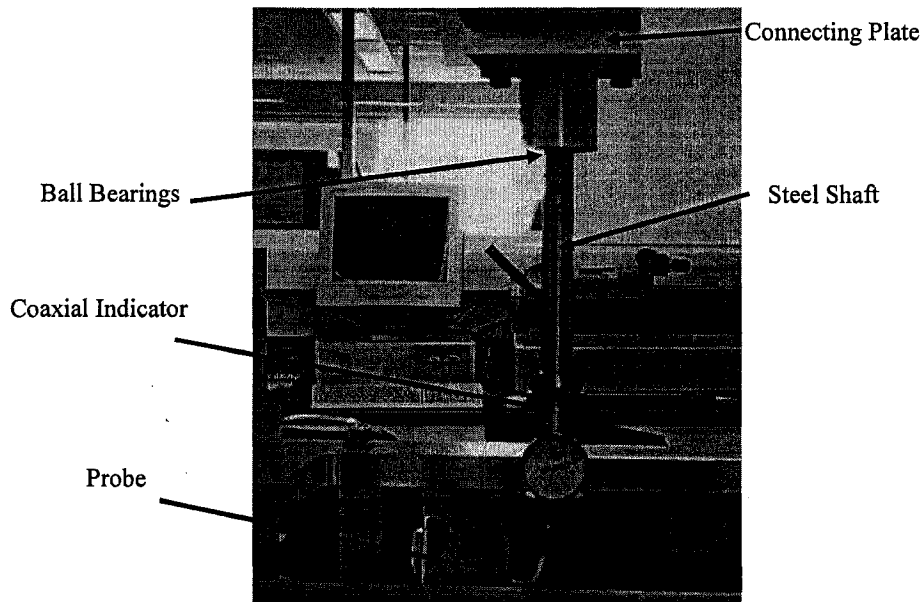 Connecting Plate
Ball Bearings
Steel Shaft
Coaxial Indicator
Probe